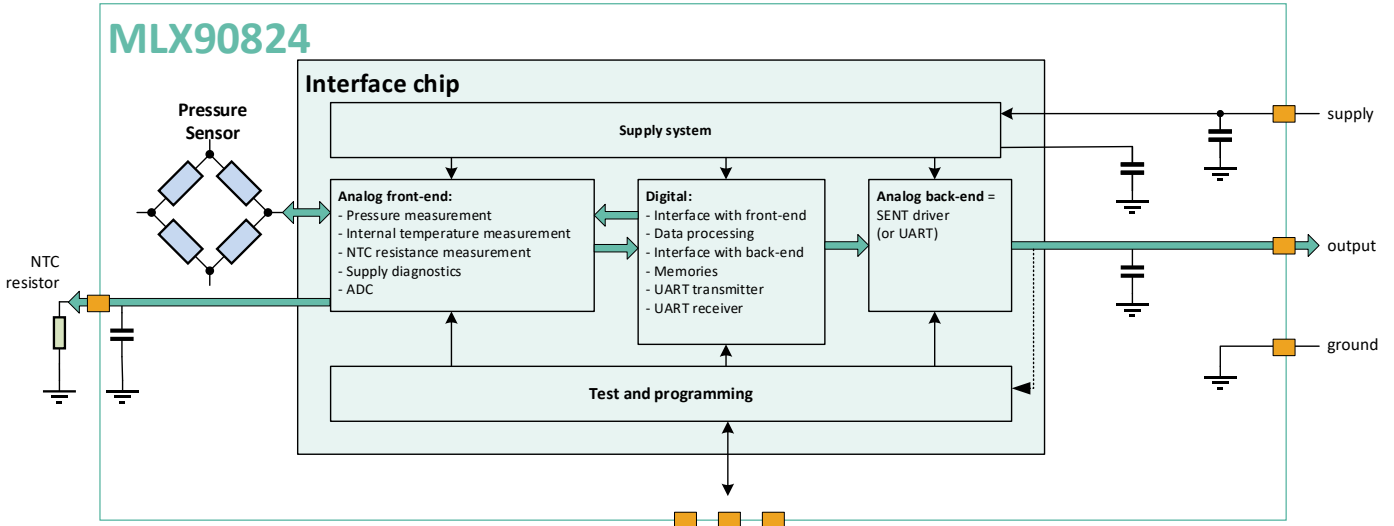 MLX90824
Interface chip
Pressure
Sensor
Supply system
supply
Analog front-end:
- Pressure measurement
- Internal temperature measurement
- NTC resistance measurement
- Supply diagnostics
- ADC
Digital:
- Interface with front-end
- Data processing
- Interface with back-end
- Memories
- UART transmitter
- UART receiver
Analog back-end =
SENT driver
(or UART)
output
NTC
resistor
ground
Test and programming